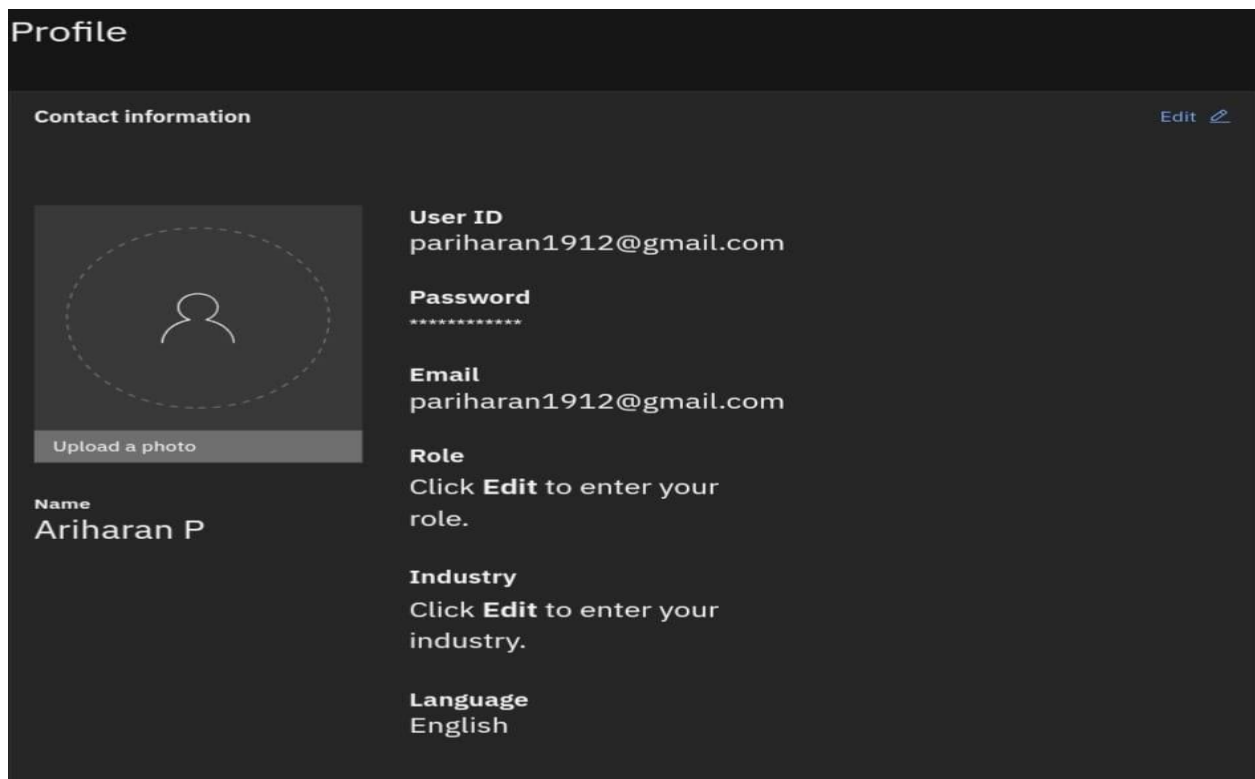 Profile
Contact information
Edit
Upload a photo
Name
Ariharan P
User ID
pariharan1912@gmail.com
Password
************
Email
pariharan1912@gmail.com
Role
Click Edit to enter your
role.
Industry
Click Edit to enter your
industry.
Language
English